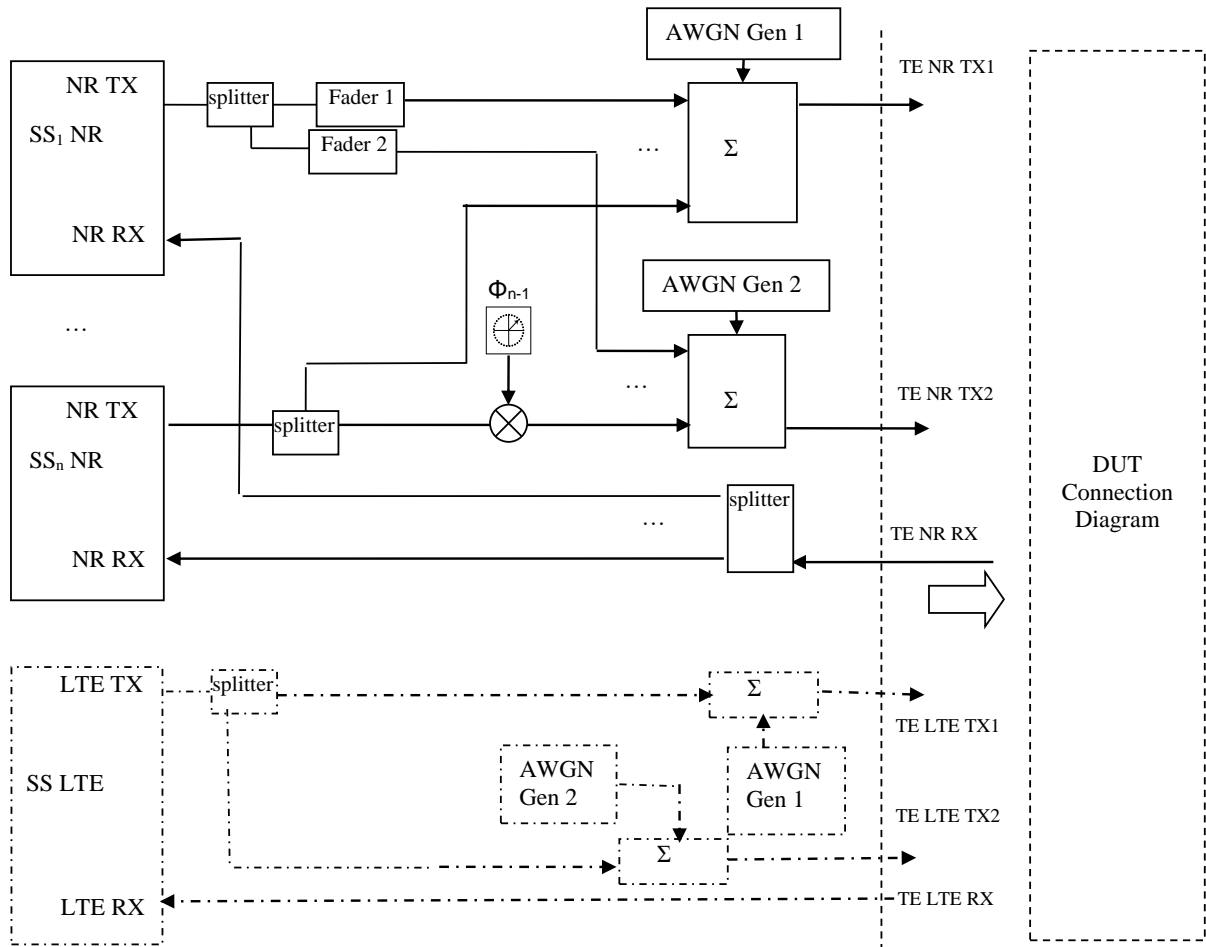 AWGN Gen 1
TE NR TX1
NR TX
splitter
Fader 1
SS₁ NR
Fader 2
…
Σ
NR RX
AWGN Gen 2
Φn-1
…
…
Σ
TE NR TX2
NR TX
splitter
SSn NR
DUT
Connection
Diagram
splitter
…
TE NR RX
NR RX
LTE TX
splitter
Σ
TE LTE TX1
SS LTE
AWGN
Gen 2
AWGN
Gen 1
TE LTE TX2
Σ
LTE RX
TE LTE RX